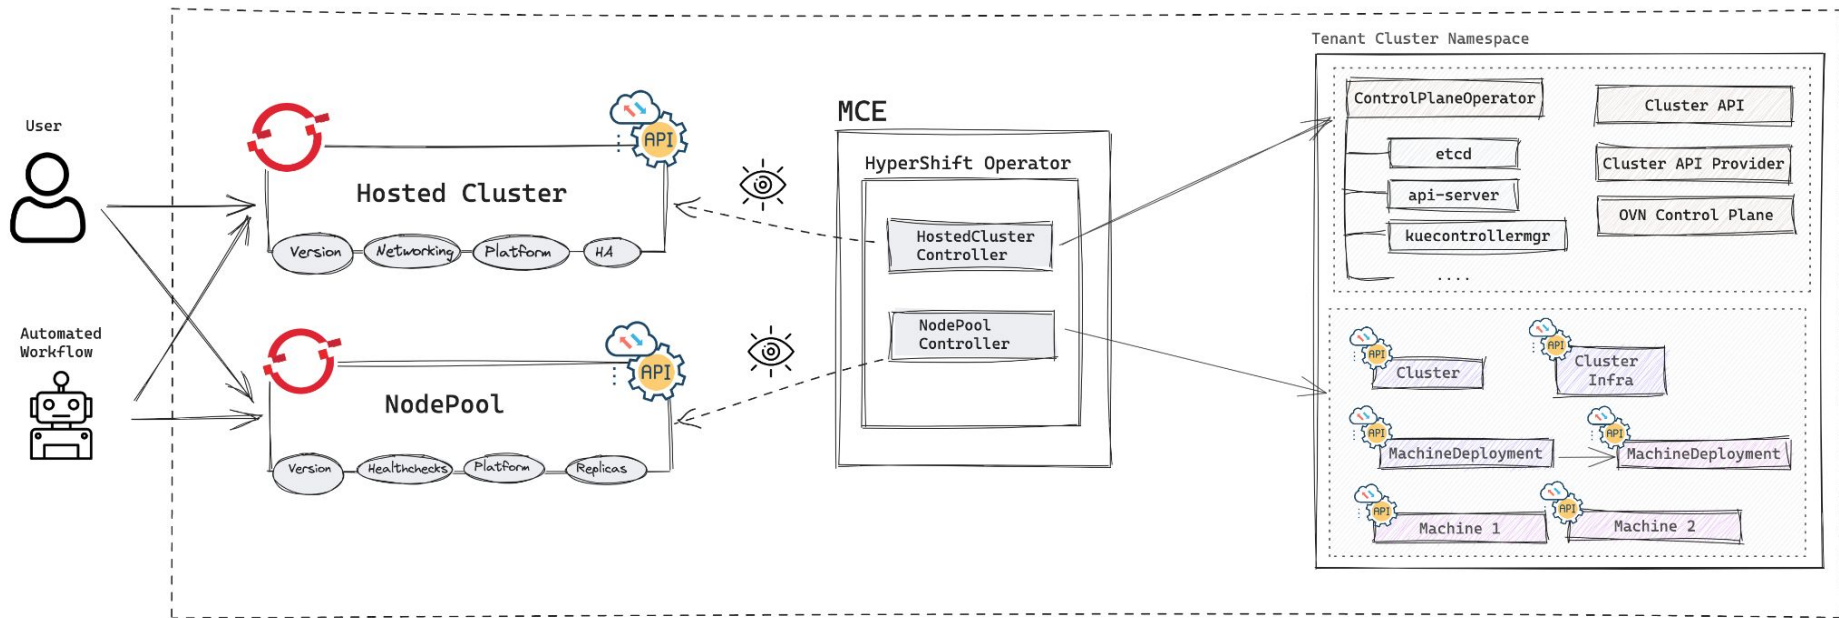 Tenant Cluster Namespace
User
Automated
Workflow
Hosted Cluster
API
Version
Networking
Platform
HA
NodePool
API
Version
Healthchecks
Platform
Replicas
MCE
HyperShift Operator
HostedCluster
Controller
NodePool
Controller
ControlPlaneOperator
etcd
api-server
kuecontrollermgr
....
Cluster API
Cluster API Provider
OVN Control Plane
API
Cluster
API
Cluster
Infra
API
MachineDeployment
API
MachineDeployment
API
Machine 1
API
Machine 2